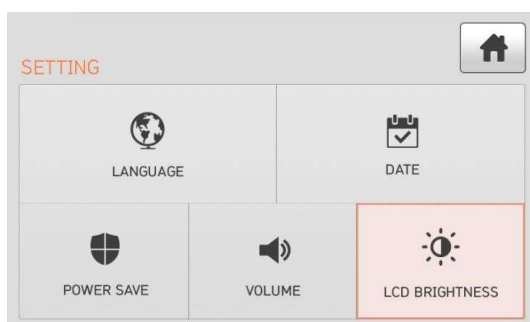 SETTING
LANGUAGE
DATE
POWER SAVE
VOLUME
LCD BRIGHTNESS